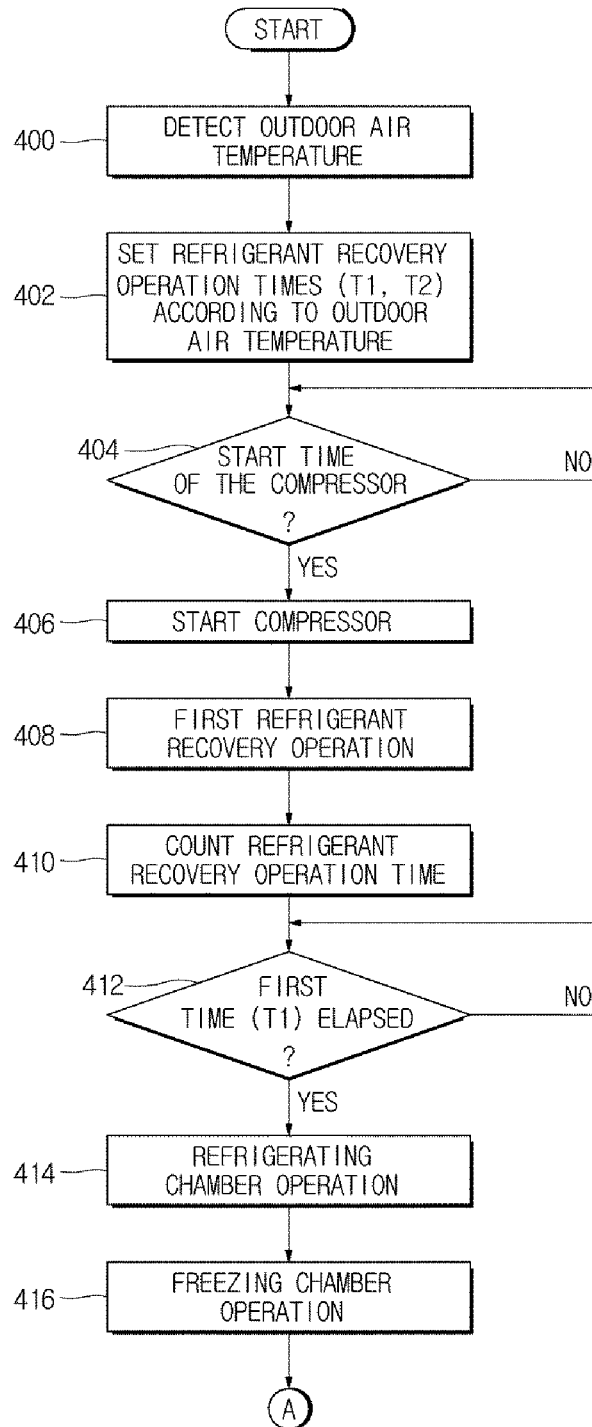 START
400
DETECT OUTDOOR AIR
TEMPERATURE
402
SET REFRIGERANT RECOVERY
OPERATION TIMES (T1, T2)
ACCORDING TO OUTDOOR
AIR TEMPERATURE
404
START TIME
OF THE COMPRESSOR
?
NO
YES
406
START COMPRESSOR
408
FIRST REFRIGERANT
RECOVERY OPERATION
410
COUNT REFRIGERANT
RECOVERY OPERATION TIME
412
FIRST
TIME (T1) ELAPSED
?
NO
YES
414
REFRIGERATING
CHAMBER OPERATION
416
FREEZING CHAMBER
OPERATION
A